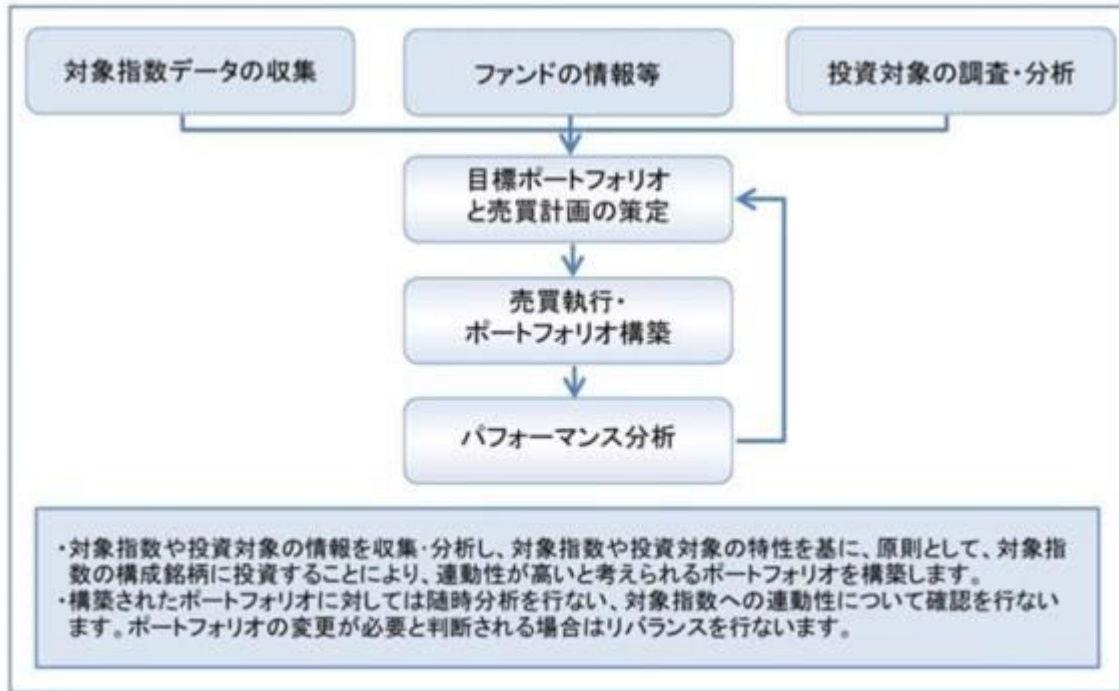 対象指数データの収集
ファンドの情報等
投資対象の調査・分析
目標ポートフォリオ
と売買計画の策定
売買執行・
ポートフォリオ構築
パフォーマンス分析
・対象指数や投資対象の情報を収集・分析し、対象指数や投資対象の特性を基に、原則として、対象指
数の構成銘柄に投資することにより、連動性が高いと考えられるポートフォリオを構築します。
・構築されたポートフォリオに対しては随時分析を行ない、対象指数への連動性について確認を行ない
ます。ポートフォリオの変更が必要と判断される場合はリバランスを行ないます。